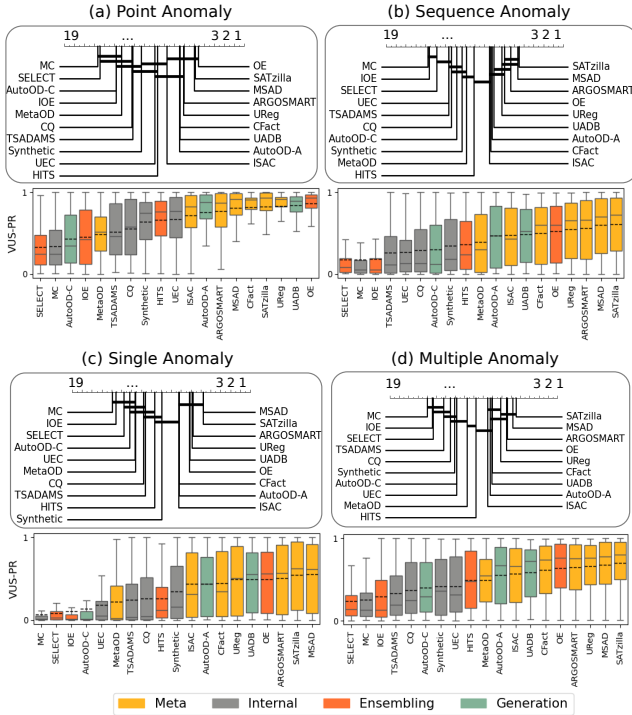 (a) Point Anomaly
19 ... 3 2 1
MC OE
SELECT SATzilla
AutoOD-C MSAD
IOE ARGOSMART
MetaOD UReg
CQ CFact
TSADAMS UADB
Synthetic AutoOD-A
UEC ISAC
HITS
VUS-PR
1
0
SELECT MC AutoOD-C IOE MetaOD TSADAMS CQ Synthetic HITS UEC ISAC AutoOD-A ARGOSMART MSAD CFact SATzilla UReg UADB OE
(b) Sequence Anomaly
19 ... 3 2 1
MC SATzilla
IOE MSAD
SELECT ARGOSMART
UEC OE
TSADAMS UReg
CQ UADB
AutoOD-C AutoOD-A
Synthetic CFact
MetaOD ISAC
HITS
1
0
SELECT MC IOE TSADAMS UEC CQ AutoOD-C Synthetic HITS MetaOD AutoOD-A ISAC UADB CFact OE UReg ARGOSMART MSAD SATzilla
(c) Single Anomaly
19 ... 3 2 1
MC MSAD
IOE SATzilla
SELECT ARGOSMART
AutoOD-C UReg
UEC UADB
MetaOD OE
CQ CFact
TSADAMS AutoOD-A
HITS ISAC
Synthetic
VUS-PR
1
0
MC SELECT IOE AutoOD-C UEC MetaOD TSADAMS CQ HITS Synthetic ISAC AutoOD-A CFact UReg UADB OE ARGOSMART SATzilla MSAD
(d) Multiple Anomaly
19 ... 3 2 1
MC SATzilla
IOE MSAD
SELECT ARGOSMART
TSADAMS OE
CQ UReg
Synthetic CFact
AutoOD-C UADB
UEC AutoOD-A
MetaOD ISAC
HITS
1
0
SELECT MC IOE TSADAMS CQ AutoOD-C Synthetic UEC HITS MetaOD AutoOD-A ISAC UADB CFact OE ARGOSMART UReg MSAD SATzilla
Meta Internal Ensembling Generation